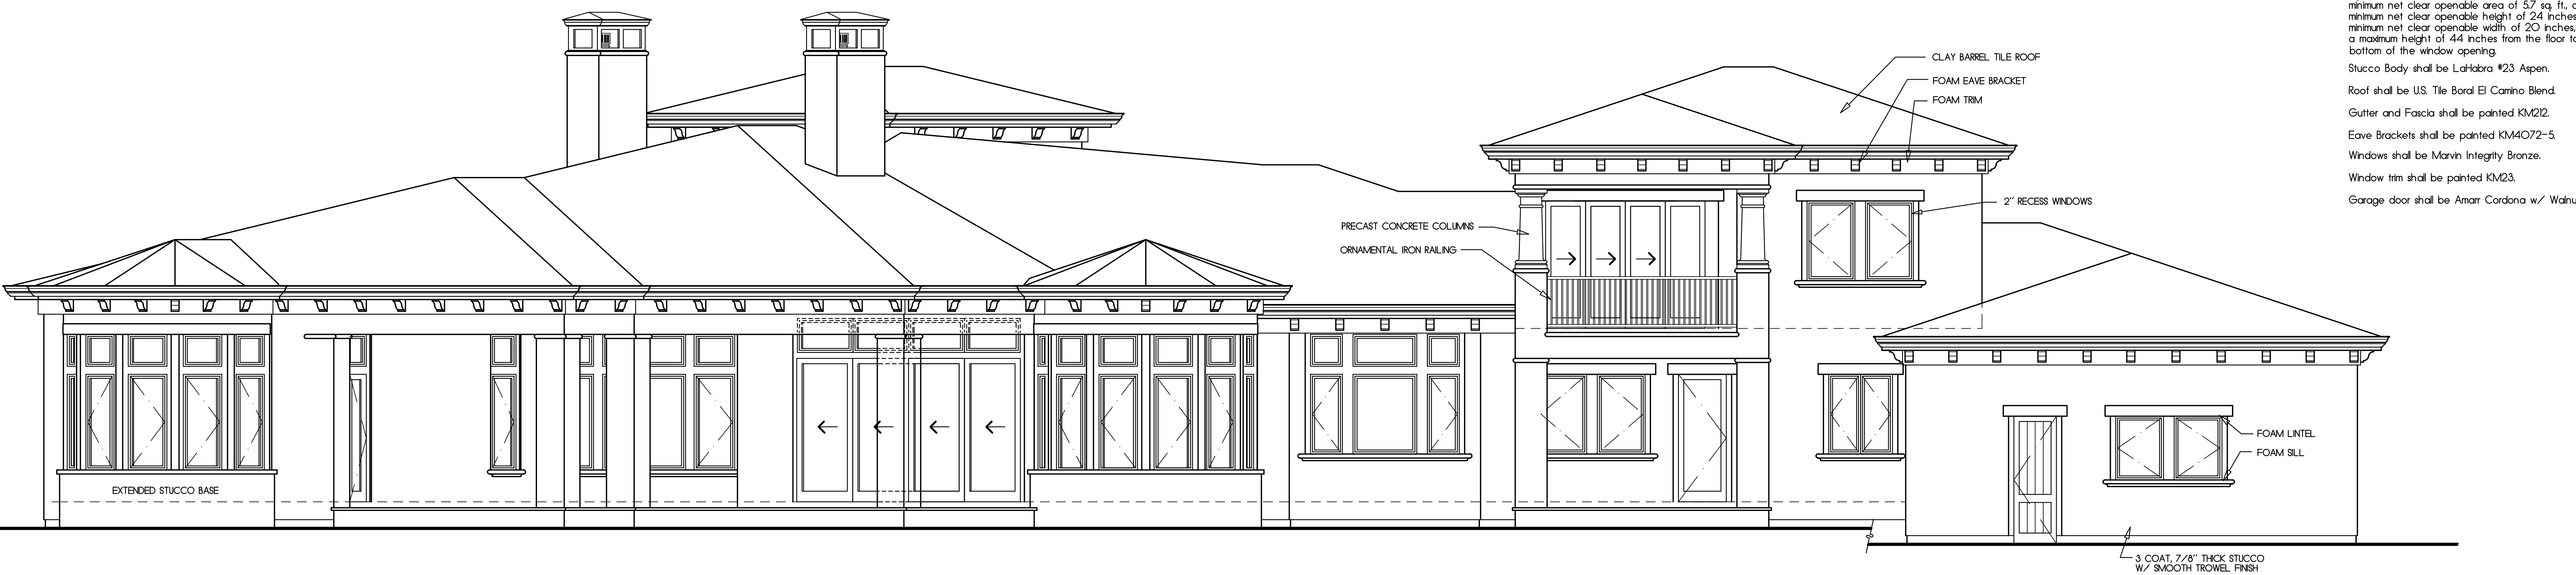 minimum net clear openable area of 5.7 sq. ft.,
minimum net clear openable height of 24 inches
minimum net clear openable width of 20 inches,
a maximum height of 44 inches from the floor to
bottom of the window opening.
Stucco Body shall be LaHabra #23 Aspen.
Roof shall be U.S. Tile Boral El Camino Blend.
Gutter and Fascia shall be painted KM212.
Eave Brackets shall be painted KM4072-5.
Windows shall be Marvin Integrity Bronze.
Window trim shall be painted KM23.
Garage door shall be Amarr Cordona w/
CLAY BARREL TILE ROOF
FOAM EAVE BRACKET
FOAM TRIM
2" RECESS WINDOWS
PRECAST CONCRETE COLUMNS
ORNAMENTAL IRON RAILING
FOAM LINTEL
FOAM SILL
EXTENDED STUCCO BASE
3 COAT, 7/8" THICK STUCCO
W/ SMOOTH TROWEL FINISH